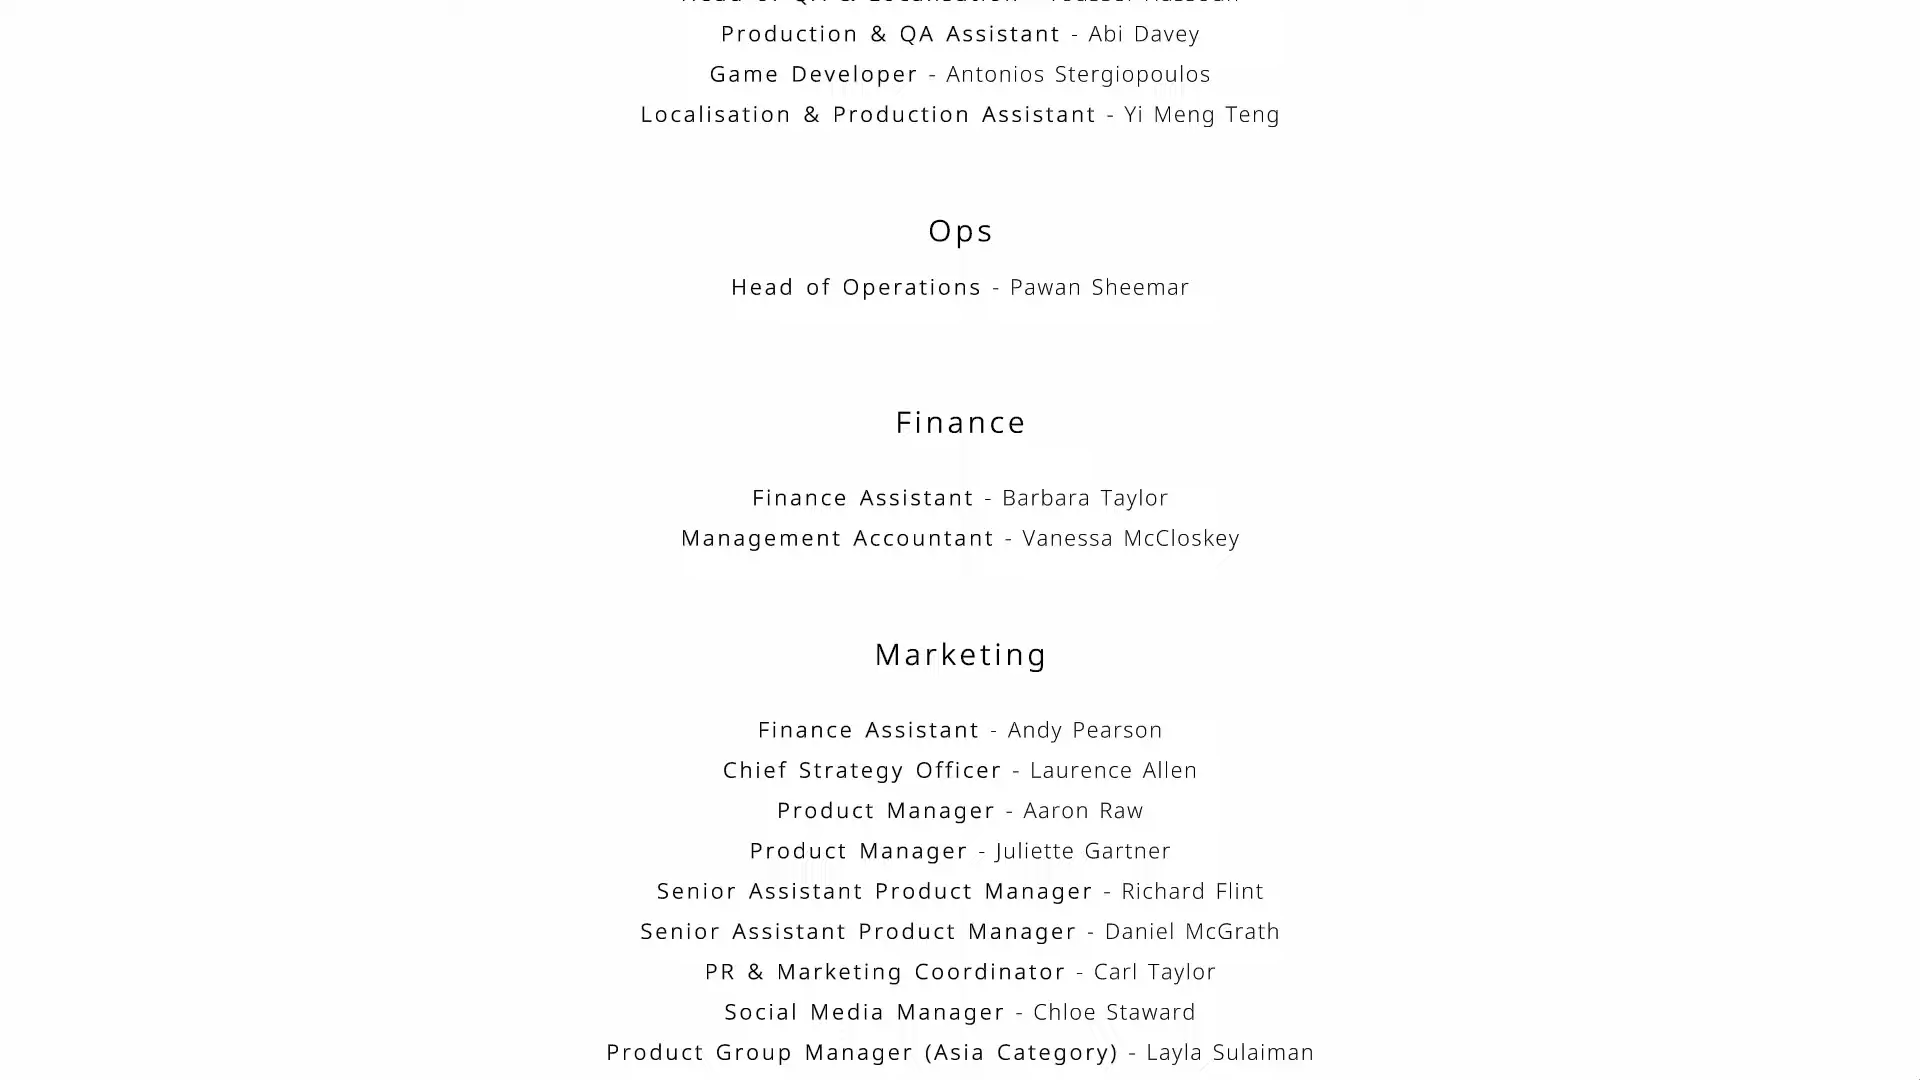 Production & QA Assistant - Abi Davey
Game Developer - Antonios Stergiopoulos
Localisation & Production Assistant - Yi Meng Teng
Ops
Head of Operations - Pawan Sheemar
Finance
Finance Assistant - Barbara Taylor
Management Accountant - Vanessa McCloskey
Marketing
Finance Assistant - Andy Pearson
Chief Strategy Officer - Laurence Allen
Product Manager - Aaron Raw
Product Manager - Juliette Gartner
Senior Assistant Product Manager - Richard Flint
Senior Assistant Product Manager - Daniel McGrath
PR & Marketing Coordinator - Carl Taylor
Social Media Manager - Chloe Staward
Product Group Manager (Asia Category) - Layla Sulaiman